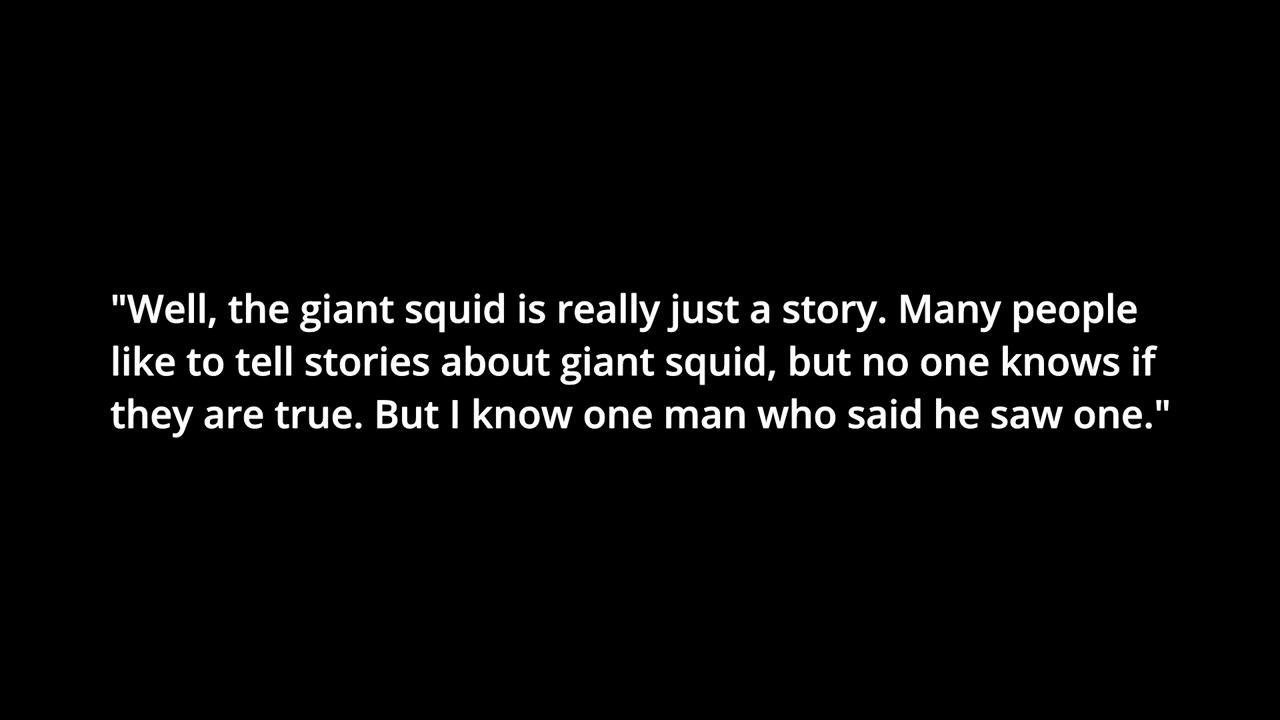 "Well, the giant squid is really just a story. Many people
like to tell stories about giant squid, but no one knows if
they are true. But I know one man who said he saw one."